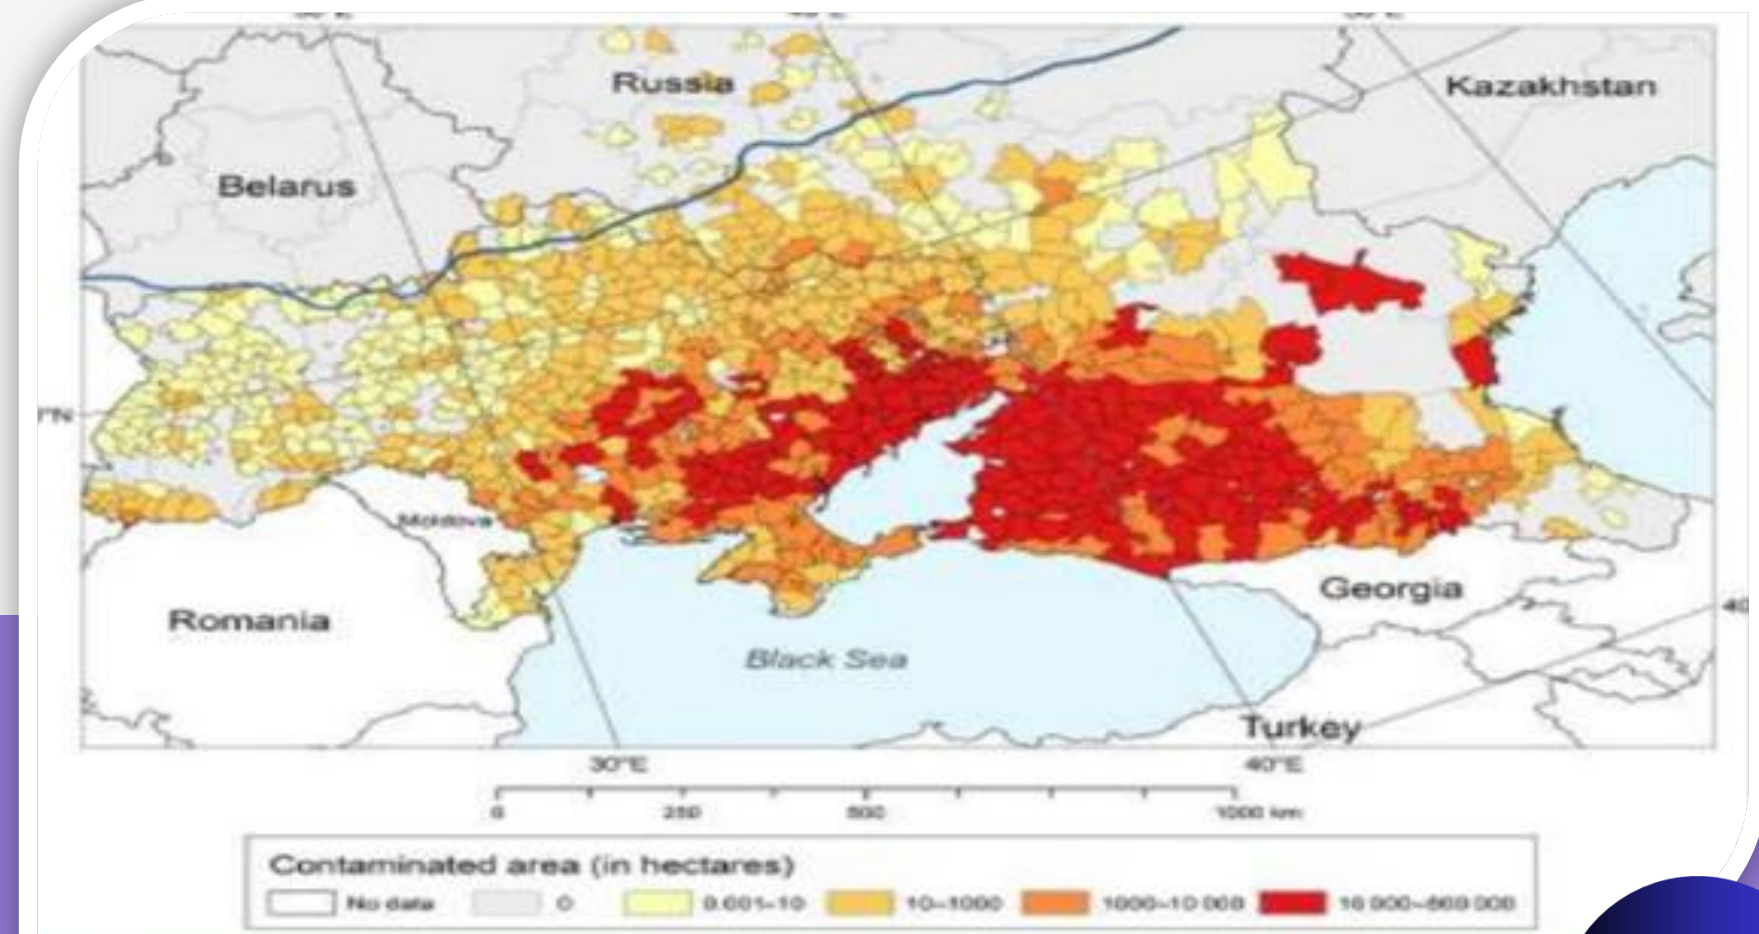 Russia
Kazakhstan
Belarus
Moldova
Romania
Georgia
Black Sea
Turkey
40
30°E
40°E
0
250
500
1000 km
Contaminated area (in hectares)
No data
0
0.001–10
10–1000
1000–10 000